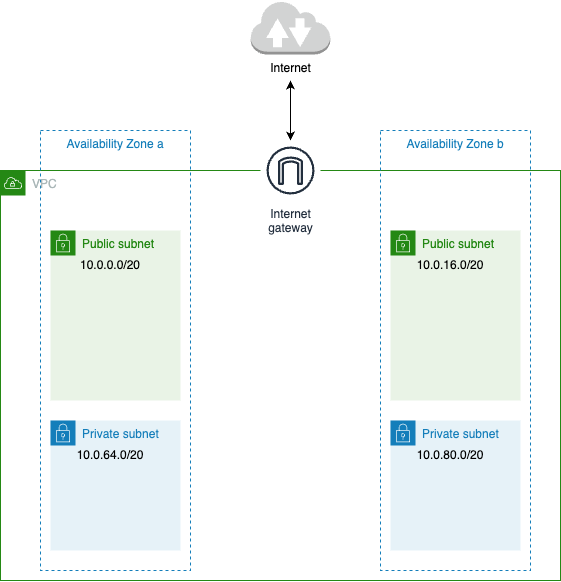 Internet
Availability Zone a
Availability Zone b
VPC
Internet
gateway
Public subnet
10.0.0.0/20
Public subnet
10.0.16.0/20
Private subnet
10.0.64.0/20
Private subnet
10.0.80.0/20